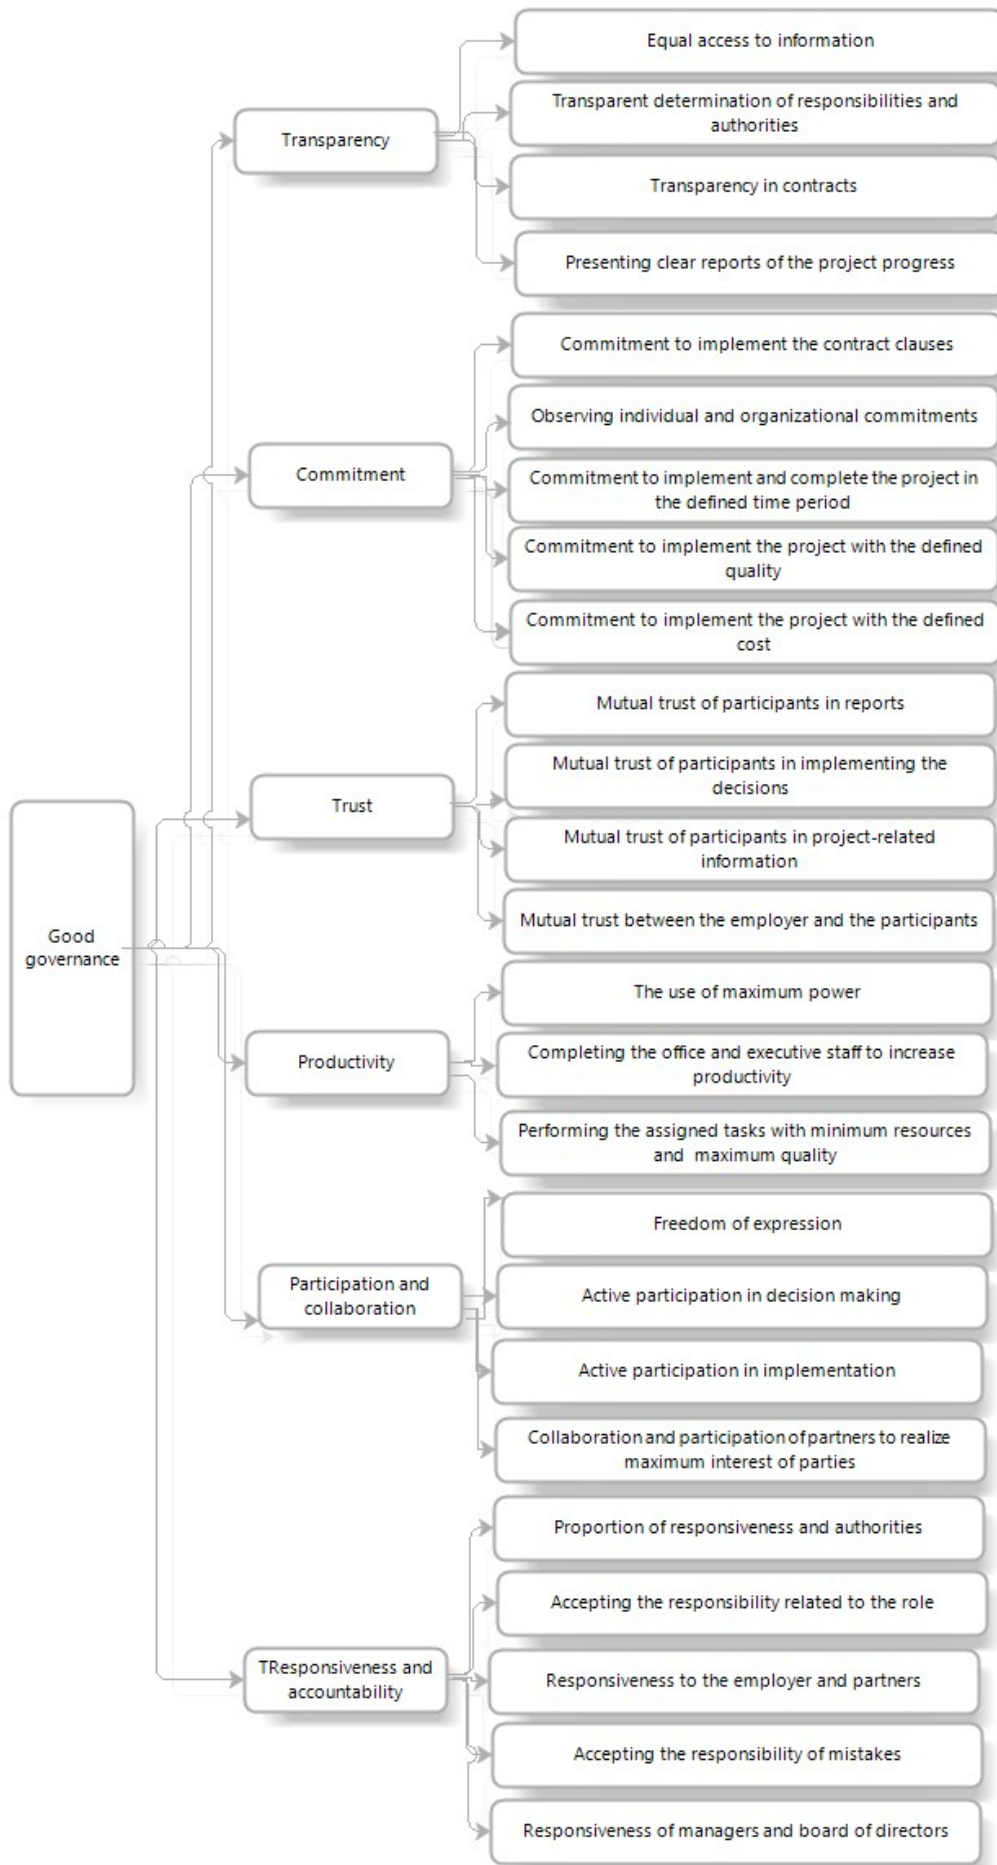 Equal access to information
Transparent determination of responsibilities and
authorities
Transparency
Transparency in contracts
Presenting clear reports of the project progress
Commitment to implement the contract clauses
Observing individual and organizational commitments
Commitment
Commitment to implement and complete the project in
the defined time period
Commitment to implement the project with the defined
quality
Commitment to implement the project with the defined
cost
Mutual trust of participants in reports
Mutual trust of participants in implementing the
decisions
Trust
Mutual trust of participants in project-related
information
Mutual trust between the employer and the participants
Good
governance
The use of maximum power
Productivity
Completing the office and executive staff to increase
productivity
Performing the assigned tasks with minimum resources
and  maximum quality
Freedom of expression
Participation and
collaboration
Active participation in decision making
Active participation in implementation
Collaboration and participation of partners to realize
maximum interest of parties
Proportion of responsiveness and authorities
Accepting the responsibility related to the role
TResponsiveness and
accountability
Responsiveness to the employer and partners
Accepting the responsibility of mistakes
Responsiveness of managers and board of directors